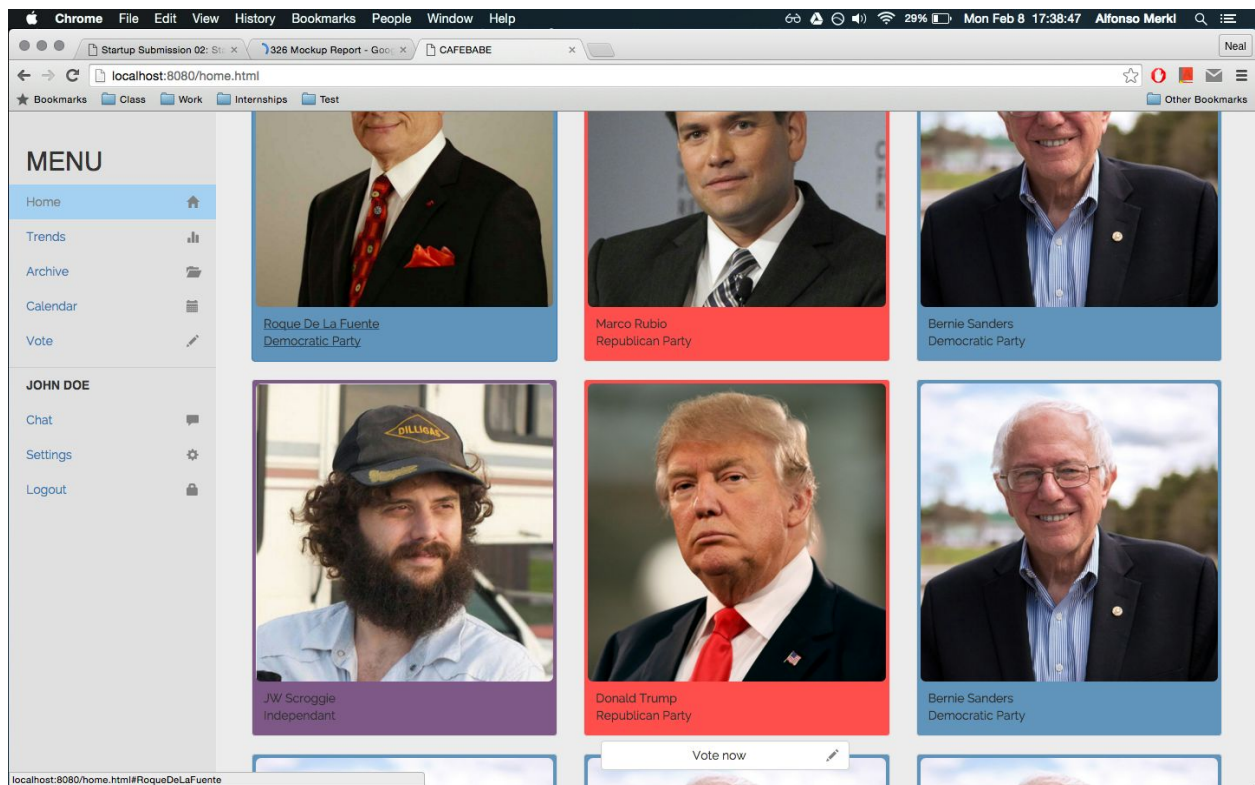 Chrome File Edit View History Bookmarks People Window Help 29% Mon Feb 8 17:38:47 Alfonso Merkl
Startup Submission 02: Sta 326 Mockup Report - Goog CAFEBABE Neal
localhost:8080/home.html
Bookmarks Class Work Internships Test Other Bookmarks
MENU
Home
Trends
Archive
Calendar
Vote
JOHN DOE
Chat
Settings
Logout
Roque De La Fuente
Democratic Party
Marco Rubio
Republican Party
Bernie Sanders
Democratic Party
DILLIGAS
JW Scroggie
Independant
Donald Trump
Republican Party
Bernie Sanders
Democratic Party
Vote now
localhost:8080/home.html#RoqueDeLaFuente